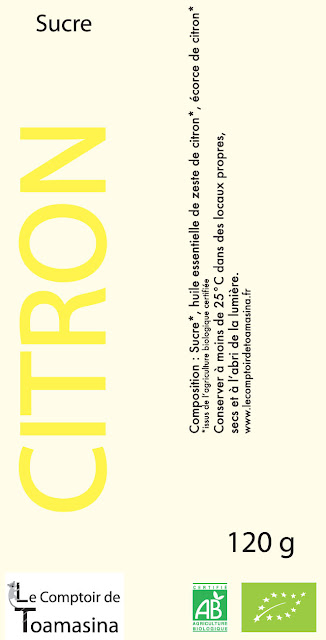 Sucre
CITRON
Composition : Sucre*, huile essentielle de zeste de citron*, écorce de citron*
*issus de l'agriculture biologique certifiée
Conserver à moins de 25°C dans des locaux propres,
secs et à l'abri de la lumière.
www.lecomptoirdetoamasina.fr
120 g
Le Comptoir de
Toamasina
CERTIFIÉ
AB
AGRICULTURE
BIOLOGIQUE